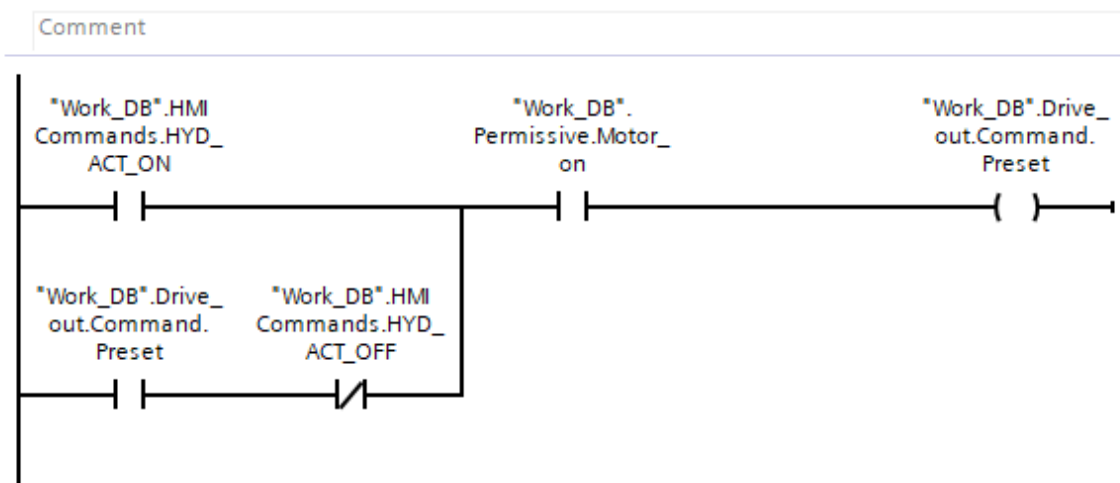 Comment
"Work_DB".HMI
Commands.HYD_
ACT_ON
"Work_DB".
Permissive.Motor_
on
"Work_DB".Drive_
out.Command.
Preset
"Work_DB".Drive_
out.Command.
Preset
"Work_DB".HMI
Commands.HYD_
ACT_OFF